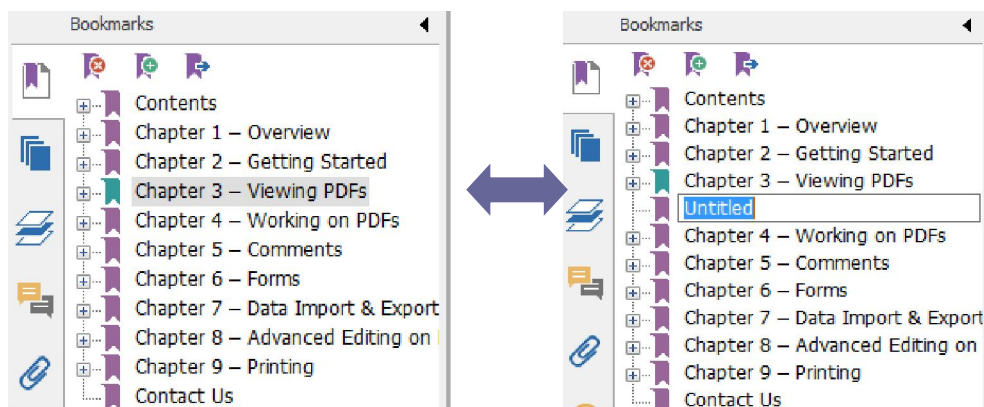 Bookmarks
Contents
Chapter 1 – Overview
Chapter 2 – Getting Started
Chapter 3 – Viewing PDFs
Chapter 4 – Working on PDFs
Chapter 5 – Comments
Chapter 6 – Forms
Chapter 7 – Data Import & Export
Chapter 8 – Advanced Editing on
Chapter 9 – Printing
Contact Us
Bookmarks
Contents
Chapter 1 – Overview
Chapter 2 – Getting Started
Chapter 3 – Viewing PDFs
Untitled
Chapter 4 – Working on PDFs
Chapter 5 – Comments
Chapter 6 – Forms
Chapter 7 – Data Import & Export
Chapter 8 – Advanced Editing on
Chapter 9 – Printing
Contact Us